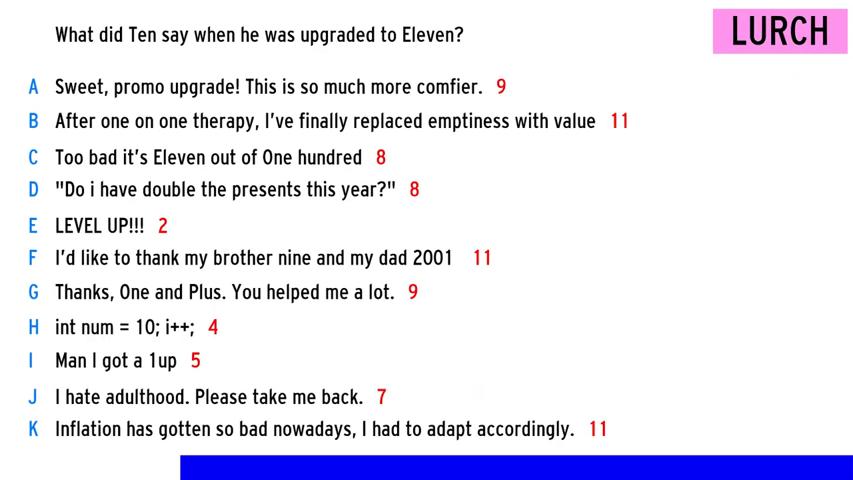 What did Ten say when he was upgraded to Eleven?
LURCH
A Sweet, promo upgrade! This is so much more comfier. 9
B After one on one therapy, I've finally replaced emptiness with value 11
C Too bad it's Eleven out of One hundred 8
D "Do i have double the presents this year?" 8
E LEVEL UP!!! 2
F I'd like to thank my brother nine and my dad 2001 11
G Thanks, One and Plus. You helped me a lot. 9
H int num = 10; i++; 4
I Man I got a 1up 5
J I hate adulthood. Please take me back. 7
K Inflation has gotten so bad nowadays, I had to adapt accordingly. 11